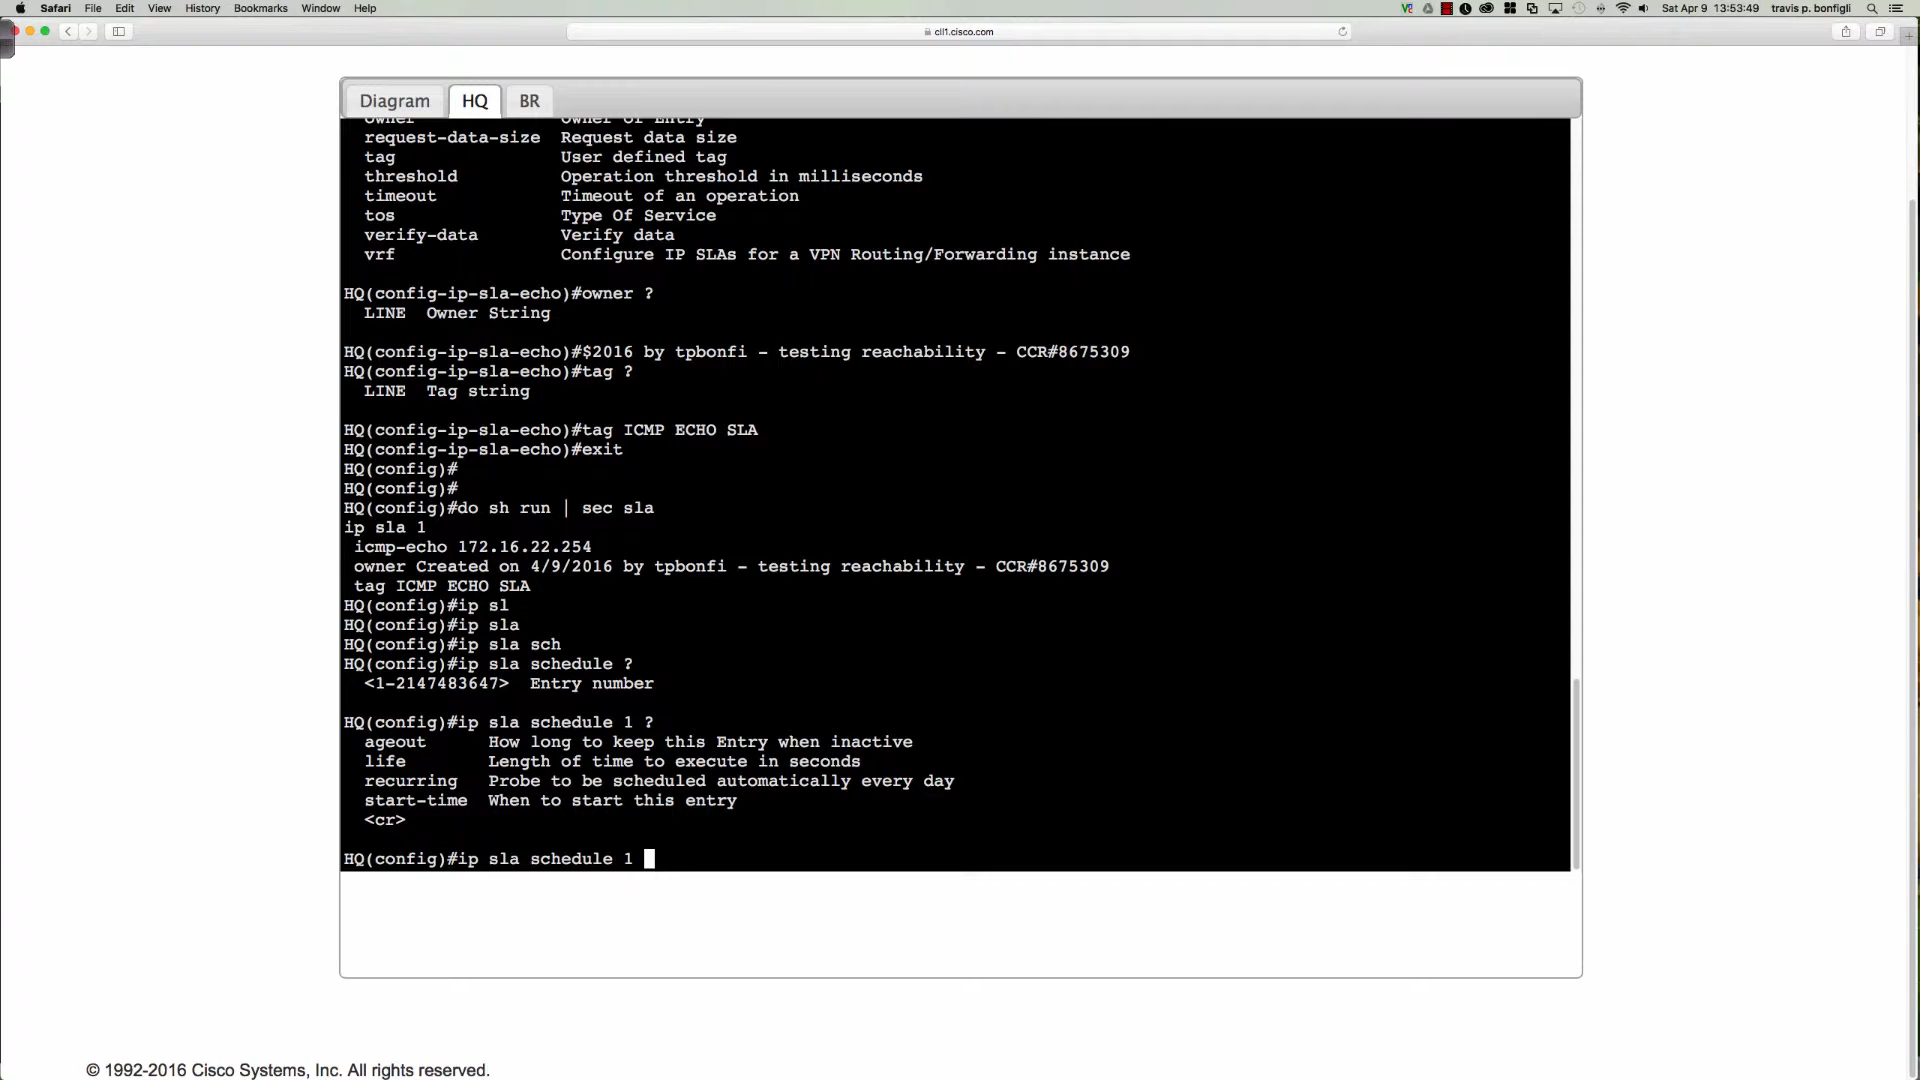 Safari File Edit View History Bookmarks Window Help Sat Apr 9 13:53:49 travis p. bonfigli
cll1.cisco.com
Diagram HQ BR
owner Owner of Entry
request-data-size Request data size
tag User defined tag
threshold Operation threshold in milliseconds
timeout Timeout of an operation
tos Type Of Service
verify-data Verify data
vrf Configure IP SLAs for a VPN Routing/Forwarding instance
HQ(config-ip-sla-echo)#owner ?
LINE Owner String
HQ(config-ip-sla-echo)#$2016 by tpbonfi - testing reachability - CCR#8675309
HQ(config-ip-sla-echo)#tag ?
LINE Tag string
HQ(config-ip-sla-echo)#tag ICMP ECHO SLA
HQ(config-ip-sla-echo)#exit
HQ(config)#
HQ(config)#
HQ(config)#do sh run | sec sla
ip sla 1
icmp-echo 172.16.22.254
owner Created on 4/9/2016 by tpbonfi - testing reachability - CCR#8675309
tag ICMP ECHO SLA
HQ(config)#ip sl
HQ(config)#ip sla
HQ(config)#ip sla sch
HQ(config)#ip sla schedule ?
<1-2147483647> Entry number
HQ(config)#ip sla schedule 1 ?
ageout How long to keep this Entry when inactive
life Length of time to execute in seconds
recurring Probe to be scheduled automatically every day
start-time When to start this entry
<cr>
HQ(config)#ip sla schedule 1
© 1992-2016 Cisco Systems, Inc. All rights reserved.